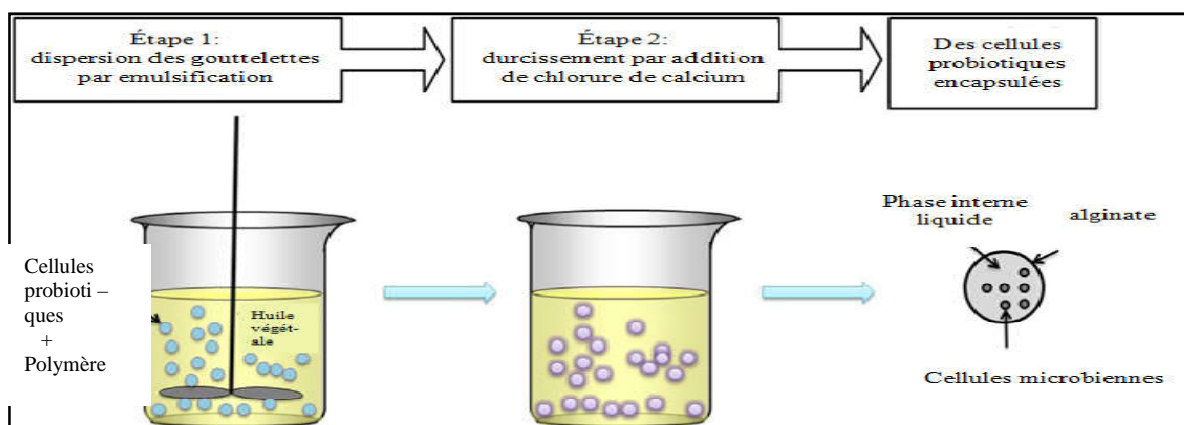 Étape 1:
dispersion des gouttelettes
par emulsification
Étape 2:
durcissement par addition
de chlorure de calcium
Des cellules
probiotiques
encapsulées
Cellules
probioti –
ques
+
Polymère
Huile
végét-
ale
Phase interne
liquide
alginate
Cellules microbiennes